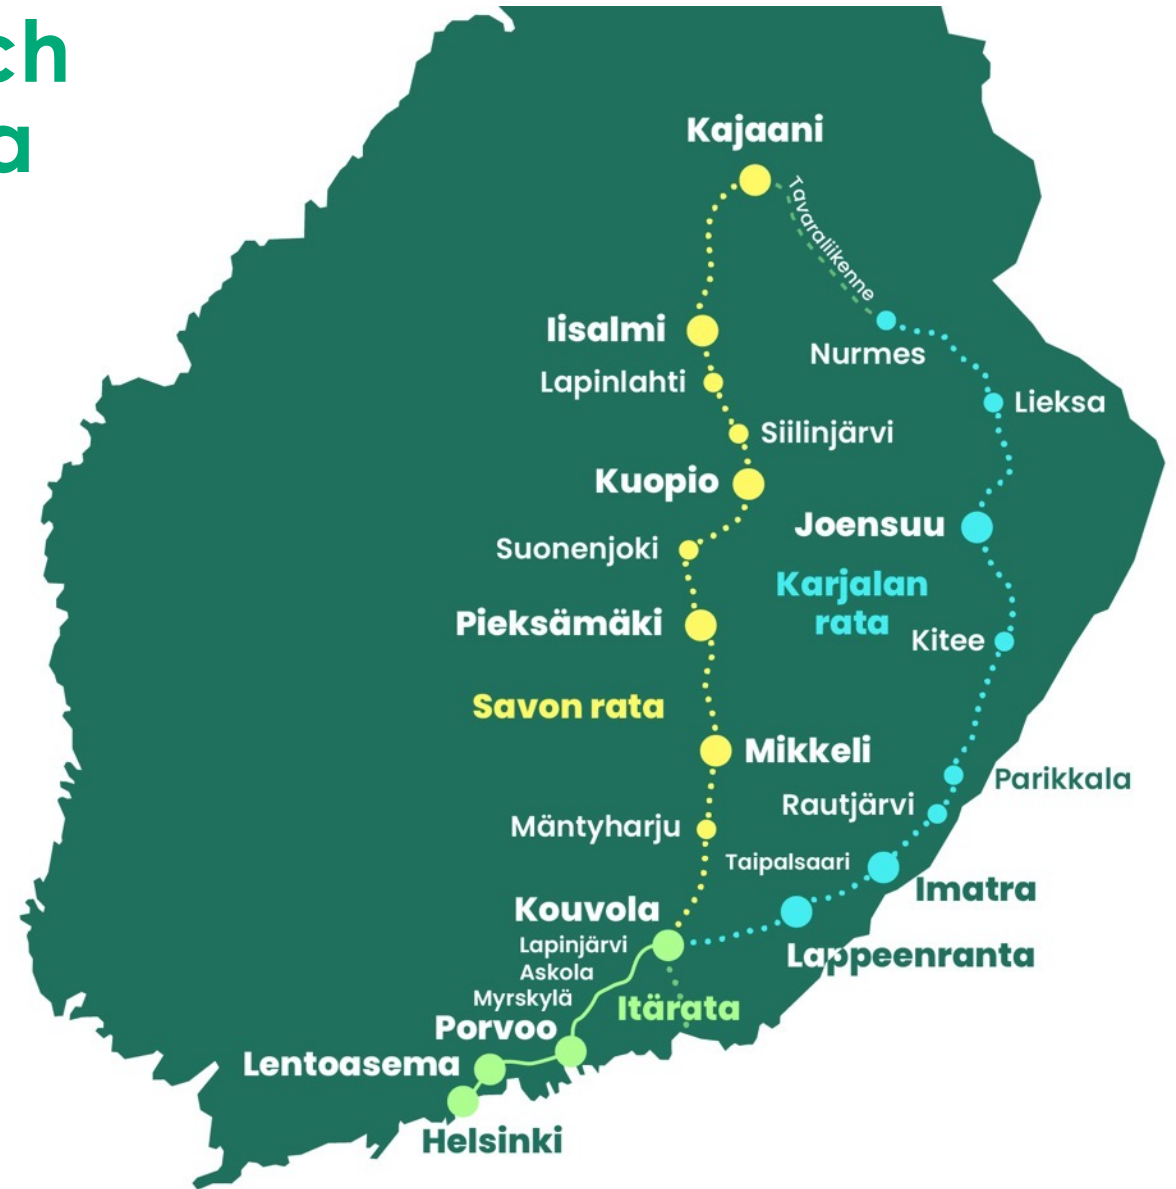 ch
a
Kajaani
Tavaraliikenne
Iisalmi
Nurmes
Lapinlahti
Lieksa
Siilinjärvi
Kuopio
Joensuu
Suonenjoki
Karjalan
rata
Pieksämäki
Kitee
Savon rata
Mikkeli
Parikkala
Rautjärvi
Mäntyharju
Taipalsaari
Imatra
Kouvola
Lapinjärvi
Lappeenranta
Askola
Myrskylä
Itärata
Porvoo
Lentoasema
Helsinki